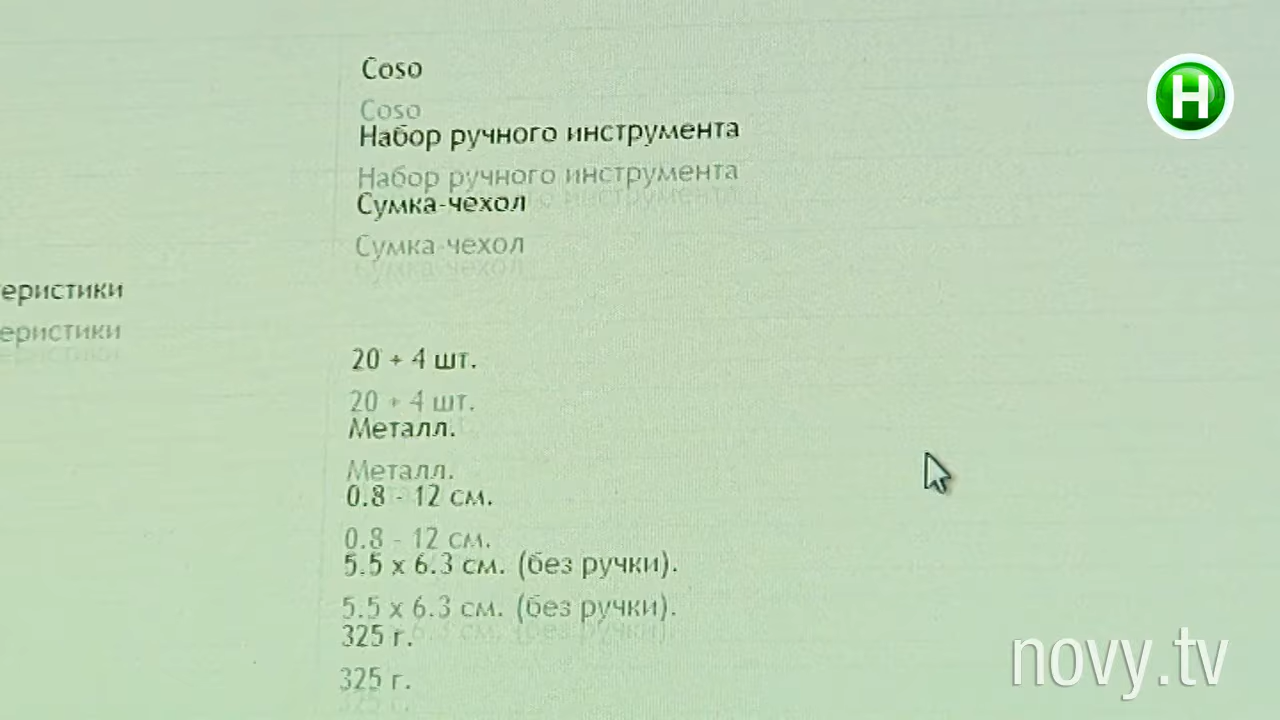 Coso
Coso
Набор ручного инструмента
Набор ручного инструмента
Сумка-чехол
Сумка-чехол
еристики
еристики
20 + 4 шт.
20 + 4 шт.
Металл.
Металл.
0.8 - 12 см.
0.8 - 12 см.
5.5 х 6.3 см. (без ручки).
5.5 х 6.3 см. (без ручки).
325 г.
325 г.
Н
novy.tv